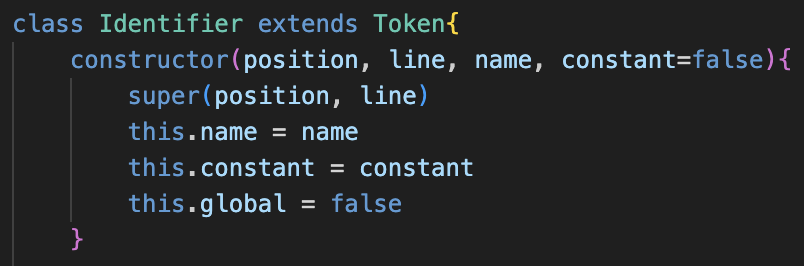 class Identifier extends Token{
    constructor(position, line, name, constant=false){
        super(position, line)
        this.name = name
        this.constant = constant
        this.global = false
    }